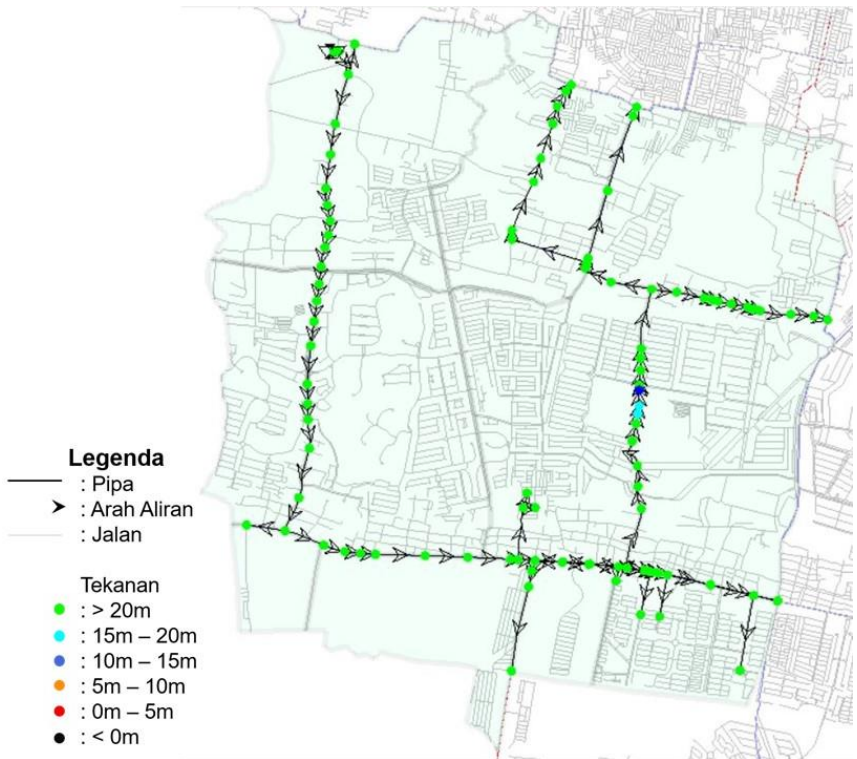 Legenda
: Pipa
: Arah Aliran
: Jalan
Tekanan
: > 20m
: 15m – 20m
: 10m – 15m
: 5m – 10m
: 0m – 5m
: < 0m